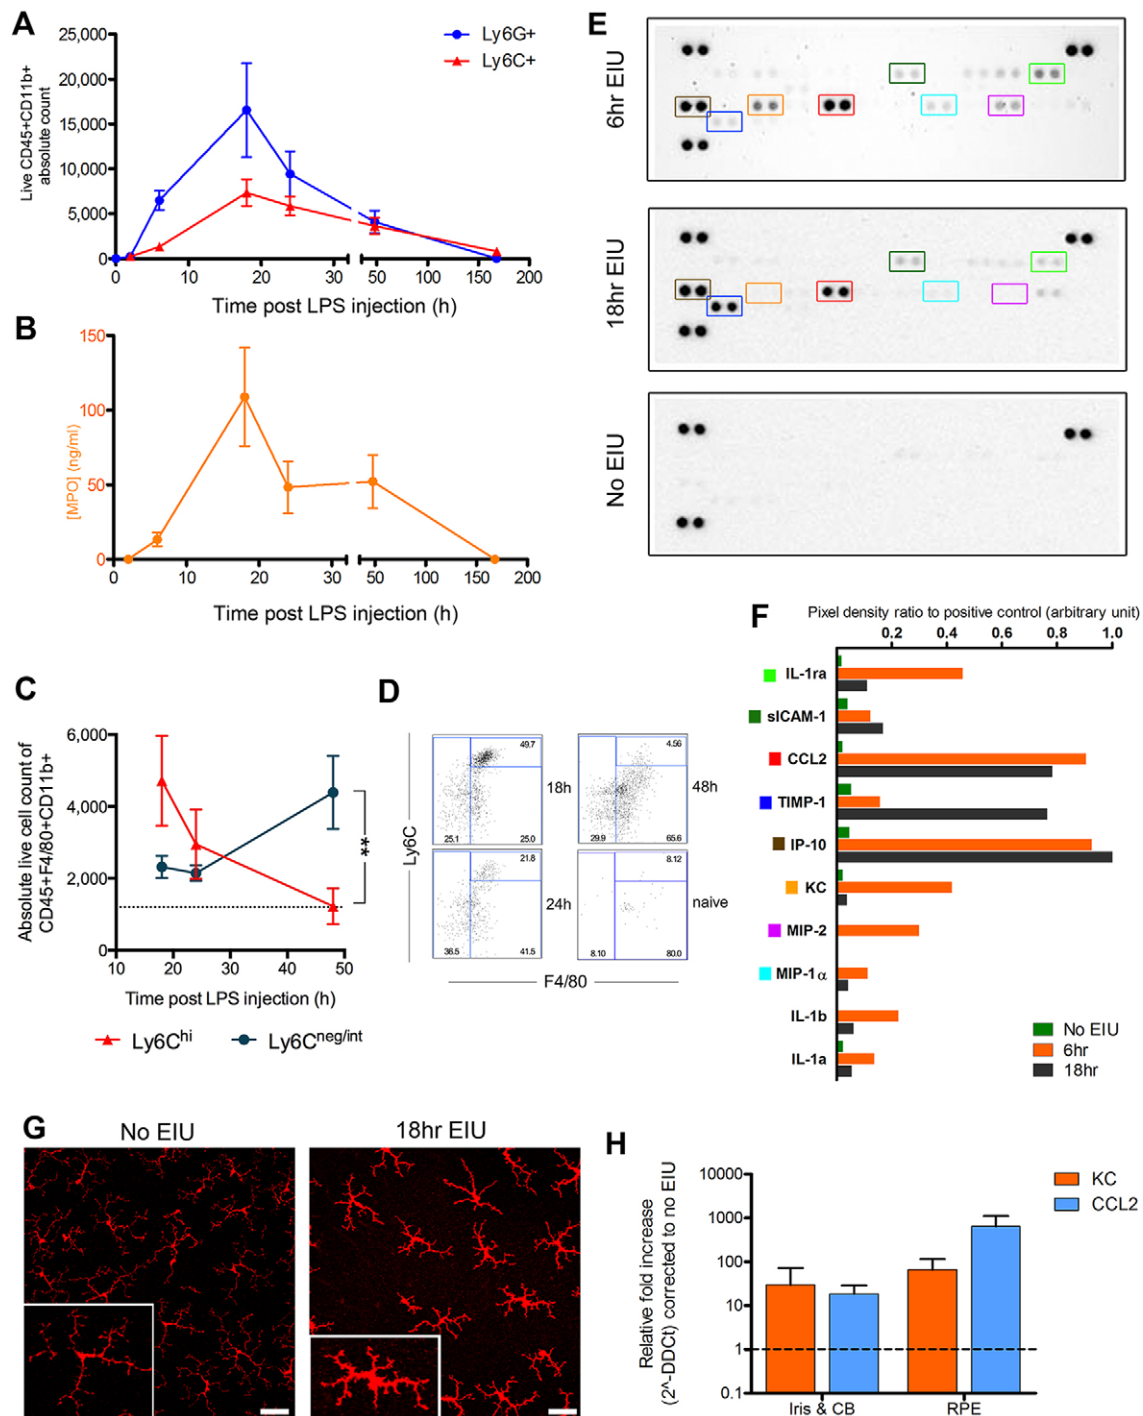 A
25,000
20,000
15,000
10,000
5,000
0
Live CD45+CD11b+
absolute count
Ly6G+
Ly6C+
0 10 20 30 50 100 150 200
Time post LPS injection (h)
B
150
100
50
0
[MPO] (ng/ml)
0 10 20 30 50 100 150 200
Time post LPS injection (h)
C
6,000
4,000
2,000
0
Absolute live cell count of
CD45+F4/80+CD11b+
**
10 20 30 40 50
Time post LPS injection (h)
Ly6Chi
Ly6Cneg/int
D
Ly6C
49.7
25.1 25.0
18h
4.56
29.9 65.6
48h
21.8
36.5 41.5
24h
8.12
8.10 80.0
naive
F4/80
E
6hr EIU
18hr EIU
No EIU
F
Pixel density ratio to positive control (arbitrary unit)
0.2 0.4 0.6 0.8 1.0
IL-1ra
sICAM-1
CCL2
TIMP-1
IP-10
KC
MIP-2
MIP-1α
IL-1b
IL-1a
No EIU
6hr
18hr
G
No EIU
18hr EIU
H
Relative fold increase
(2^-DDCt) corrected to no EIU
10000
1000
100
10
1
0.1
KC
CCL2
Iris & CB
RPE